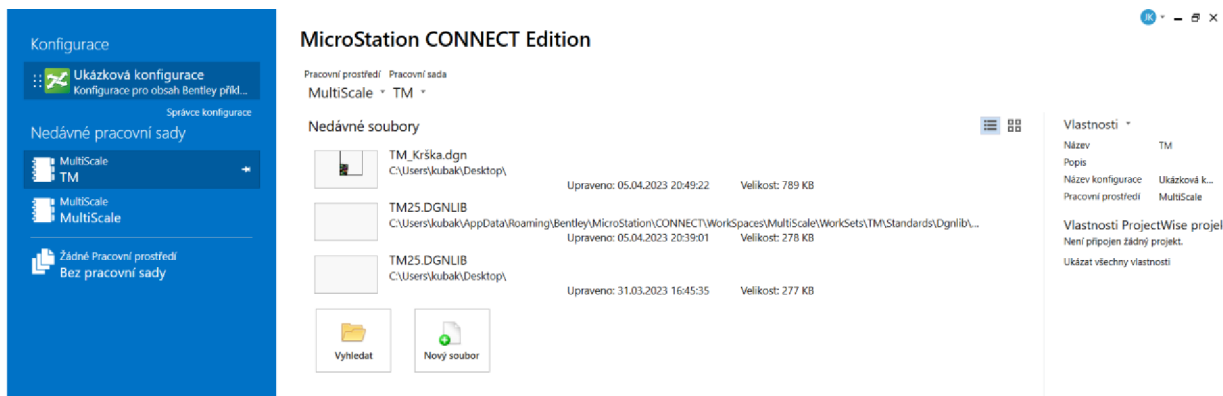 JK
Konfigurace
Ukázková konfigurace
Konfigurace pro obsah Bentley příkl...
Správce konfigurace
Nedávné pracovní sady
MultiScale
TM
MultiScale
MultiScale
Žádné Pracovní prostředí
Bez pracovní sady
MicroStation CONNECT Edition
Pracovní prostředí Pracovní sada
MultiScale TM
Nedávné soubory
TM_Krška.dgn
C:\Users\kubak\Desktop\
Upraveno: 05.04.2023 20:49:22 Velikost: 789 KB
TM25.DGNLIB
C:\Users\kubak\AppData\Roaming\Bentley\MicroStation\CONNECT\WorkSpaces\MultiScale\WorkSets\TM\Standards\Dgnlib\...
Upraveno: 05.04.2023 20:39:01 Velikost: 278 KB
TM25.DGNLIB
C:\Users\kubak\Desktop\
Upraveno: 31.03.2023 16:45:35 Velikost: 277 KB
Vyhledat
Nový soubor
Vlastnosti
Název TM
Popis
Název konfigurace Ukázková k...
Pracovní prostředí MultiScale
Vlastnosti ProjectWise projel
Není připojen žádný projekt.
Ukázat všechny vlastnosti